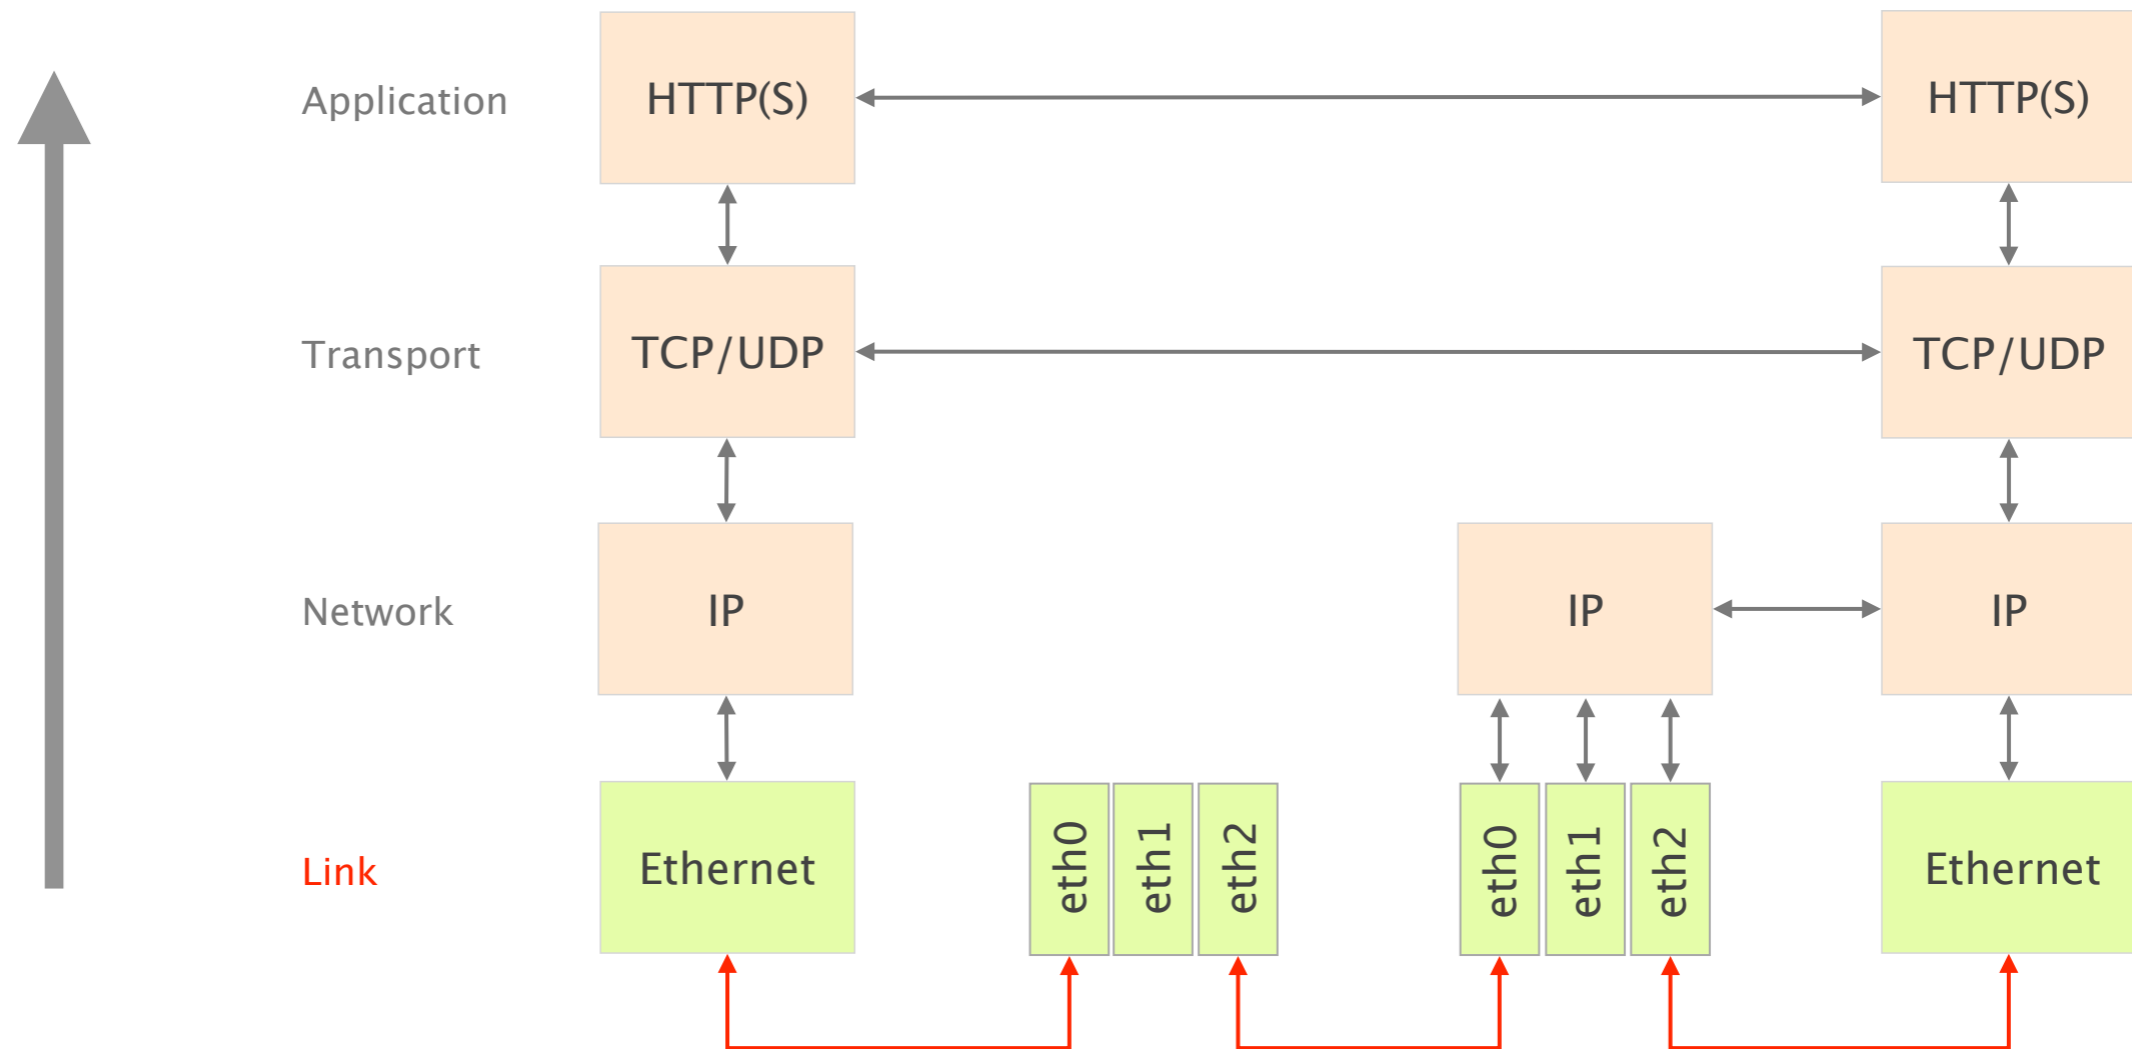 Application
HTTP(S)
HTTP(S)
Transport
TCP/UDP
TCP/UDP
Network
IP
IP
IP
Link
Ethernet
eth0
eth1
eth2
eth0
eth1
eth2
Ethernet